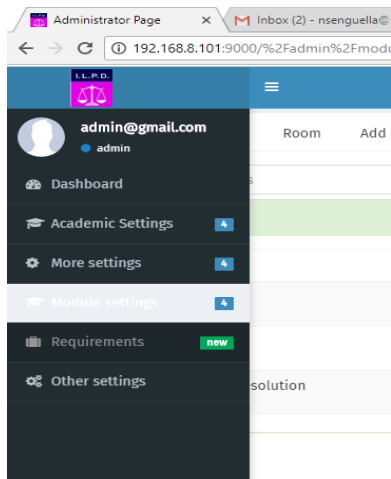 Administrator Page
Inbox (2) - nsenguella@
192.168.8.101:9000/%2Fadmin%2Fmodu
I.L.P.D.
admin@gmail.com
admin
Room Add
Dashboard
s
Academic Settings 4
More settings 4
Module settings 4
Requirements new
Other settings
esolution